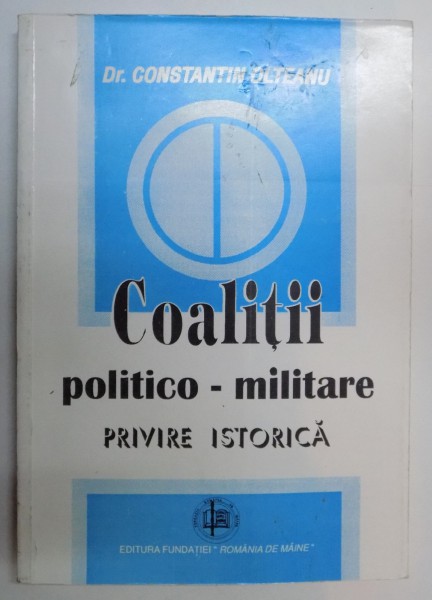 Dr. CONSTANTIN OLTEANU
Coaliții
politico - militare
PRIVIRE ISTORICĂ
EDITURA FUNDAȚIEI " ROMÂNIA DE MÂINE "